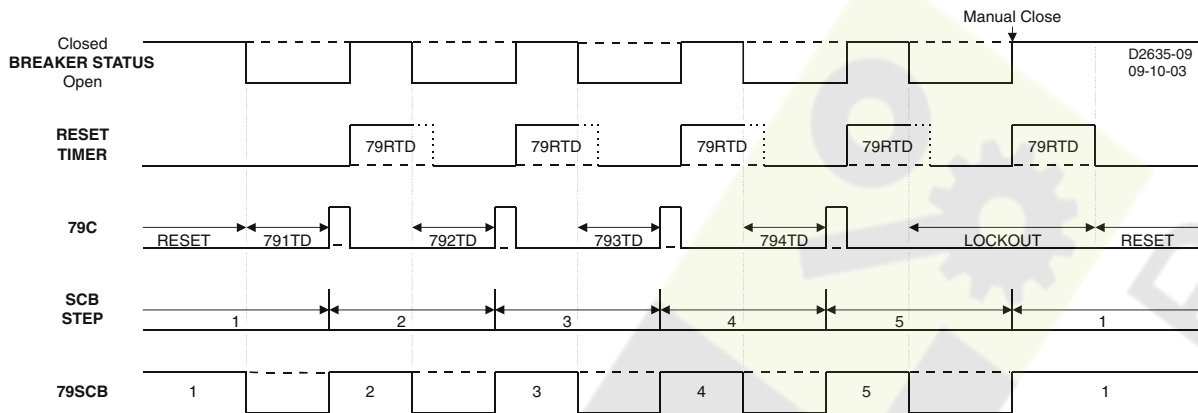 Manual Close
Closed
BREAKER STATUS
Open
D2635-09
09-10-03
RESET
TIMER
79RTD 79RTD 79RTD 79RTD 79RTD
79C
RESET 791TD 792TD 793TD 794TD LOCKOUT RESET
SCB
STEP
1 2 3 4 5 1
79SCB
1 2 3 4 5 1